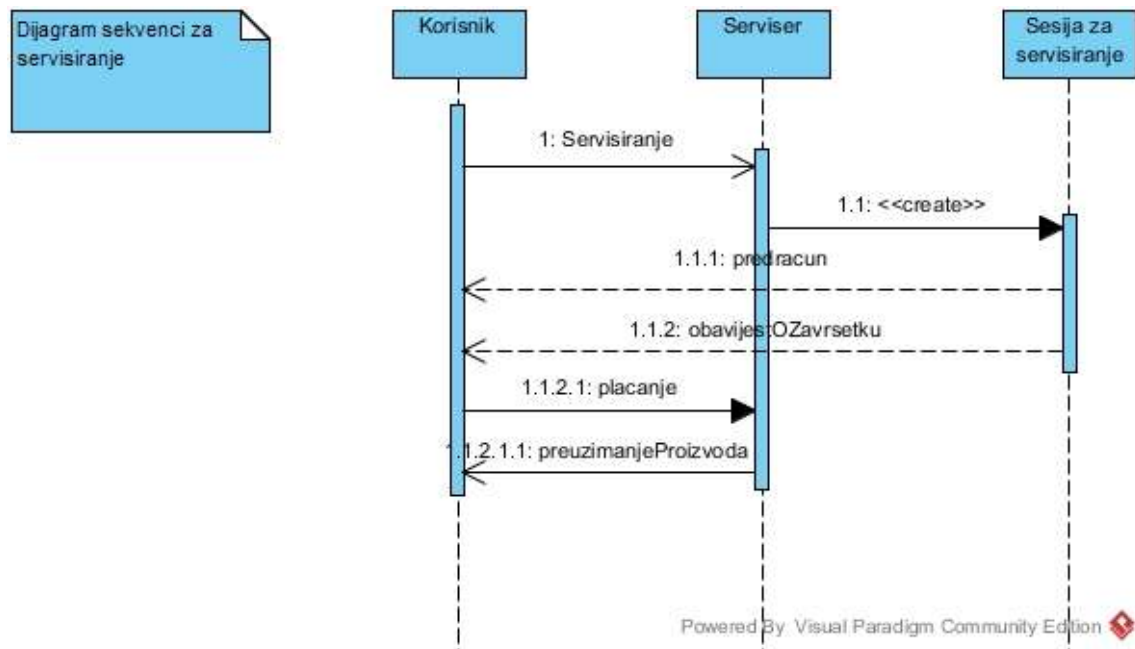 Dijagram sekvenci za
servisiranje
Korisnik
Serviser
Sesija za
servisiranje
1: Servisiranje
1.1: <<create>>
1.1.1: predracun
1.1.2: obavijestOZavrsetku
1.1.2.1: placanje
1.1.2.1.1: preuzimanjeProizvoda
Powered By Visual Paradigm Community Edition